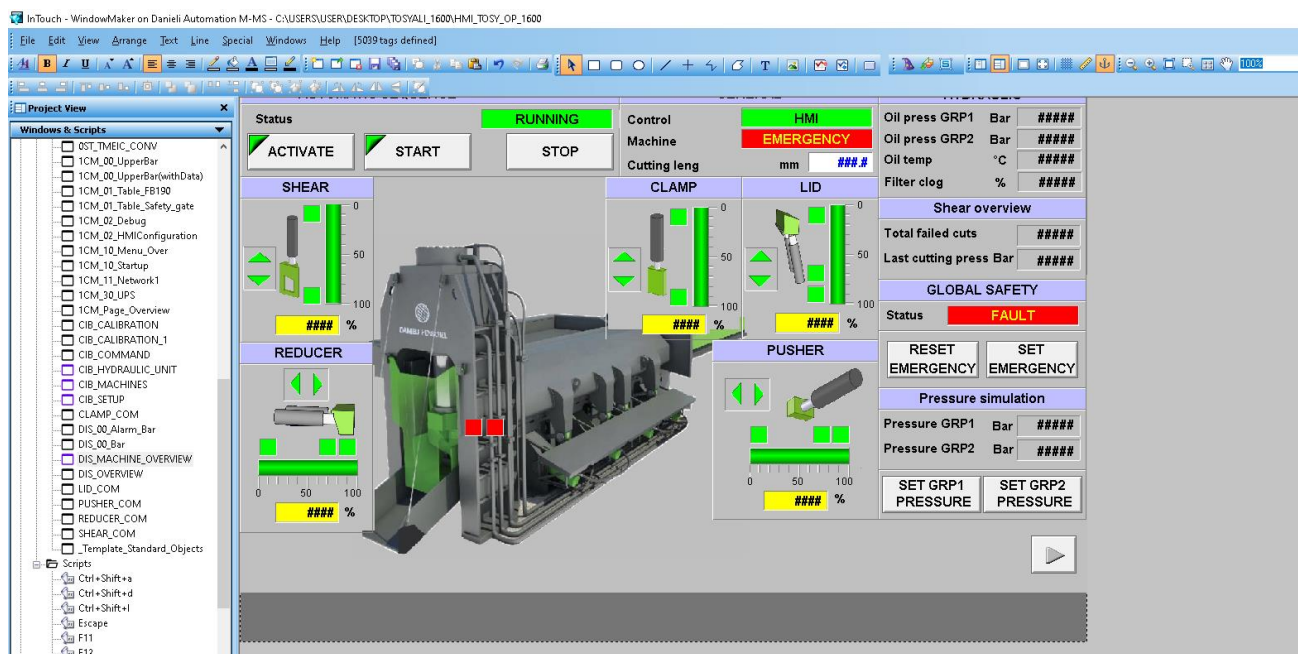 InTouch - WindowMaker on Danieli Automation M-MS - C:\USERS\USER\DESKTOP\TOSYALI_1600\HMI_TOSY_OP_1600
File Edit View Arrange Text Line Special Windows Help [5039 tags defined]
100%
Project View
Windows & Scripts
0ST_TMEIC_CONV
1CM_00_UpperBar
1CM_00_UpperBar(withData)
1CM_01_Table_FB190
1CM_01_Table_Safety_gate
1CM_02_Debug
1CM_02_HMIConfiguration
1CM_10_Menu_Over
1CM_10_Startup
1CM_11_Network1
1CM_30_UPS
1CM_Page_Overview
CIB_CALIBRATION
CIB_CALIBRATION_1
CIB_COMMAND
CIB_HYDRAULIC_UNIT
CIB_MACHINES
CIB_SETUP
CLAMP_COM
DIS_00_Alarm_Bar
DIS_00_Bar
DIS_MACHINE_OVERVIEW
DIS_OVERVIEW
LID_COM
PUSHER_COM
REDUCER_COM
SHEAR_COM
_Template_Standard_Objects
Scripts
Ctrl+Shift+a
Ctrl+Shift+d
Ctrl+Shift+l
Escape
F11
F12
Status RUNNING
ACTIVATE START STOP
Control HMI
Machine EMERGENCY
Cutting leng mm ###.#
HYDRAULIC
Oil press GRP1 Bar #####
Oil press GRP2 Bar #####
Oil temp °C #####
Filter clog % #####
SHEAR
0
50
100
#### %
CLAMP
0
50
100
#### %
LID
0
50
100
#### %
Shear overview
Total failed cuts #####
Last cutting press Bar #####
GLOBAL SAFETY
Status FAULT
RESET EMERGENCY
SET EMERGENCY
REDUCER
0 50 100
#### %
PUSHER
0 50 100
#### %
Pressure simulation
Pressure GRP1 Bar #####
Pressure GRP2 Bar #####
SET GRP1 PRESSURE
SET GRP2 PRESSURE